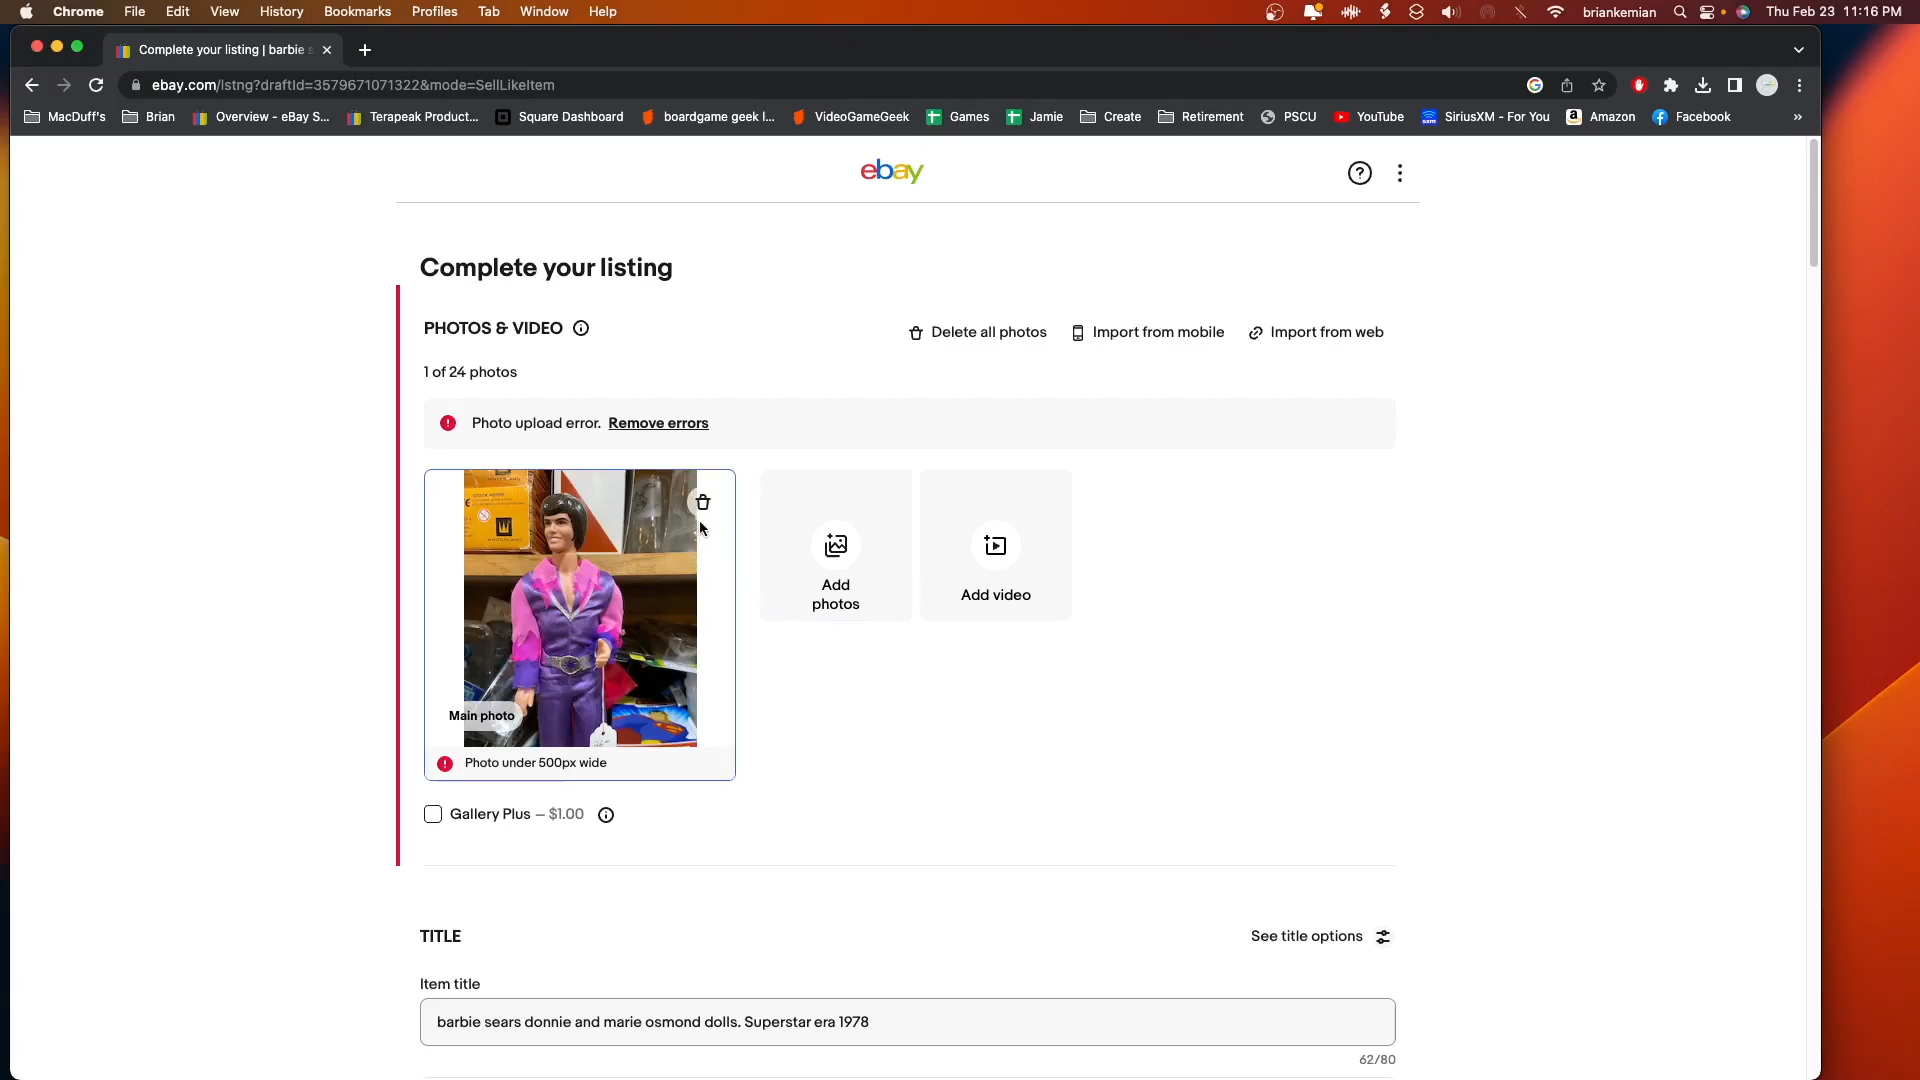 Chrome File Edit View History Bookmarks Profiles Tab Window Help briankemian Thu Feb 23 11:16 PM
Complete your listing | barbie s
ebay.com/lstng?draftId=3579671071322&mode=SellLikeItem
MacDuff's Brian Overview - eBay S... Terapeak Product... Square Dashboard boardgame geek I... VideoGameGeek Games Jamie Create Retirement PSCU YouTube SiriusXM - For You Amazon Facebook »
ebay
Complete your listing
PHOTOS & VIDEO
Delete all photos Import from mobile Import from web
1 of 24 photos
Photo upload error. Remove errors
Add
photos
Add video
Main photo
Photo under 500px wide
Gallery Plus – $1.00
TITLE
See title options
Item title
barbie sears donnie and marie osmond dolls. Superstar era 1978
62/80